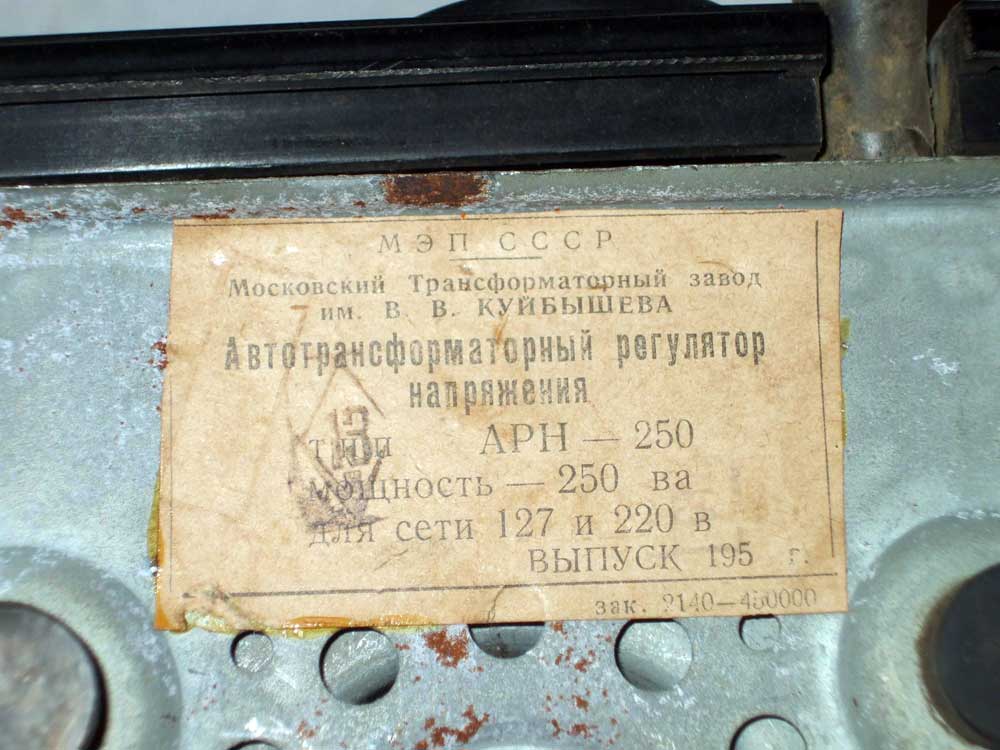 МЭП СССР
Московский Трансформаторный завод
им. В. В. КУЙБЫШЕВА
Автотрансформаторный регулятор
напряжения
тип АРН — 250
мощность — 250 ва
для сети 127 и 220 в
ВЫПУСК 195 г.
зак. 2140—450000